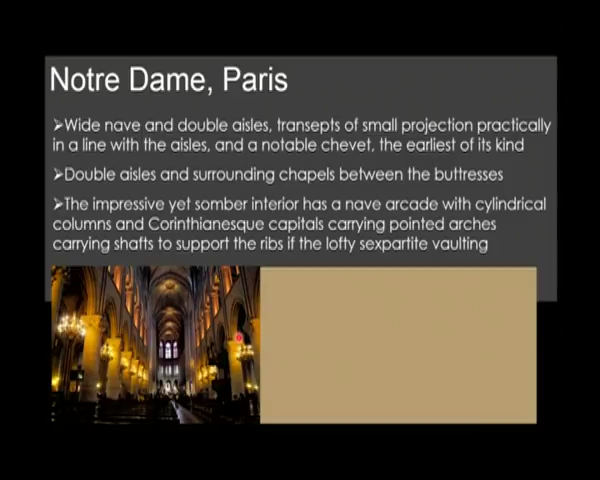 Notre Dame, Paris
➢Wide nave and double aisles, transepts of small projection practically
in a line with the aisles, and a notable chevet, the earliest of its kind
➢Double aisles and surrounding chapels between the buttresses
➢The impressive yet somber interior has a nave arcade with cylindrical
columns and Corinthianesque capitals carrying pointed arches
carrying shafts to support the ribs if the lofty sexpartite vaulting